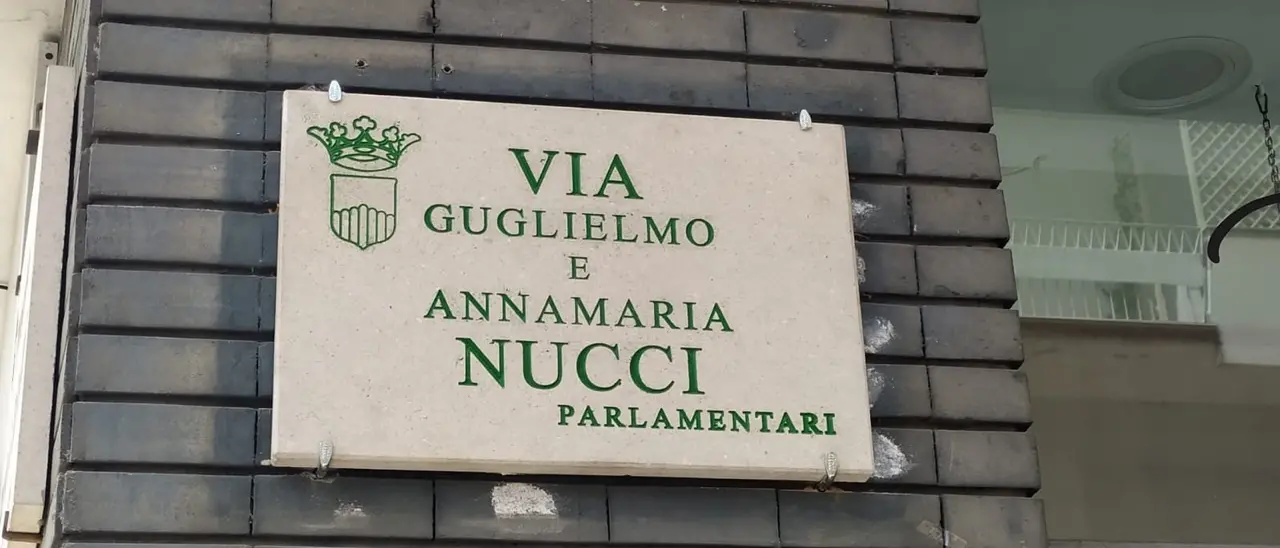 VIA
GUGLIELMO
E
ANNAMARIA
NUCCI
PARLAMENTARI